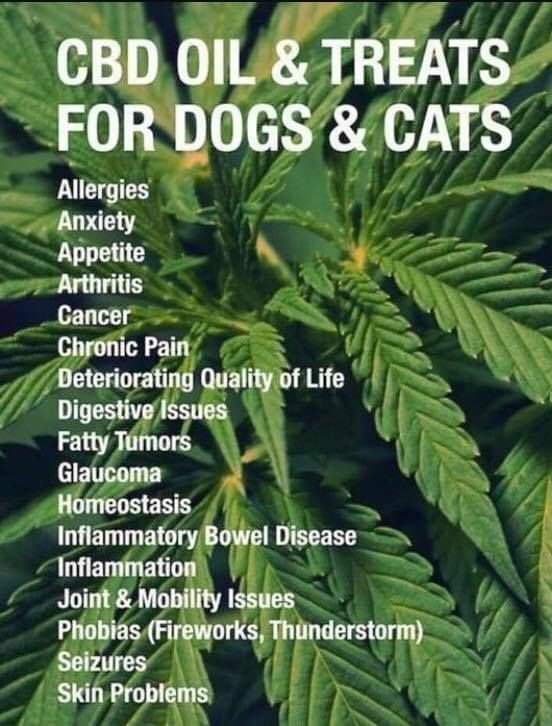 CBD OIL & TREATS
FOR DOGS & CATS
Allergies
Anxiety
Appetite
Arthritis
Cancer
Chronic Pain
Deteriorating Quality of Life
Digestive Issues
Fatty Tumors
Glaucoma
Homeostasis
Inflammatory Bowel Disease
Inflammation
Joint & Mobility Issues
Phobias (Fireworks, Thunderstorm)
Seizures
Skin Problems